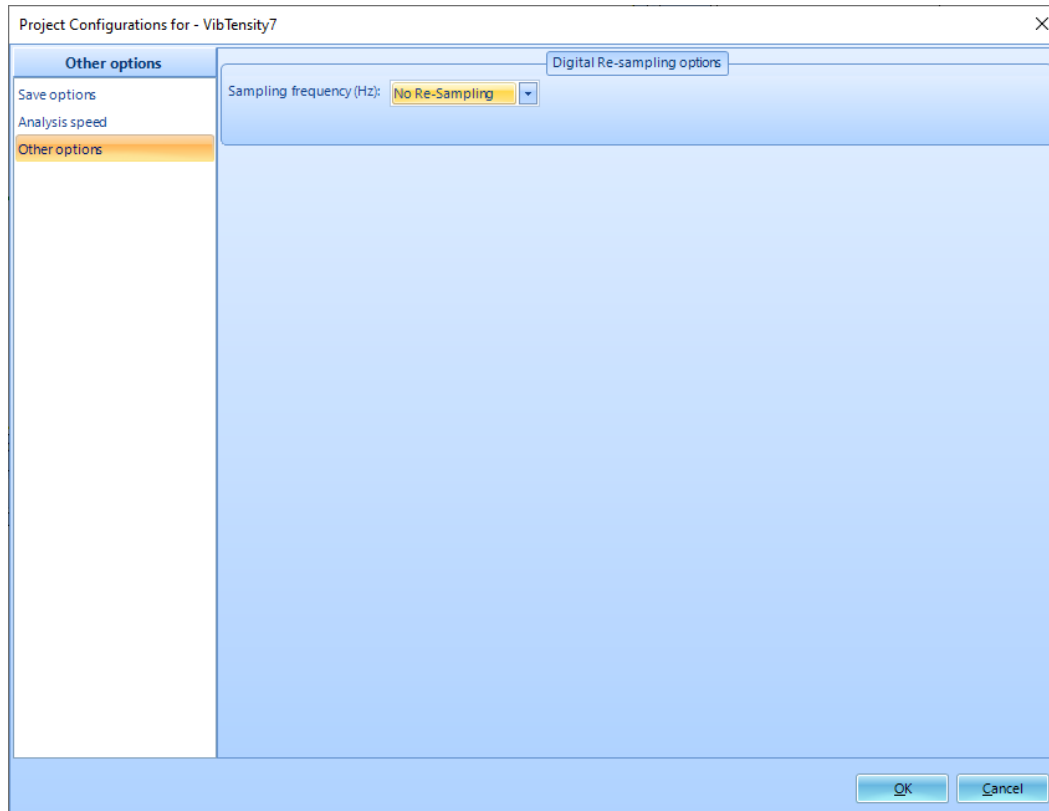 Project Configurations for - VibTensity7
Other options
Save options
Analysis speed
Other options
Digital Re-sampling options
Sampling frequency (Hz): No Re-Sampling
OK Cancel